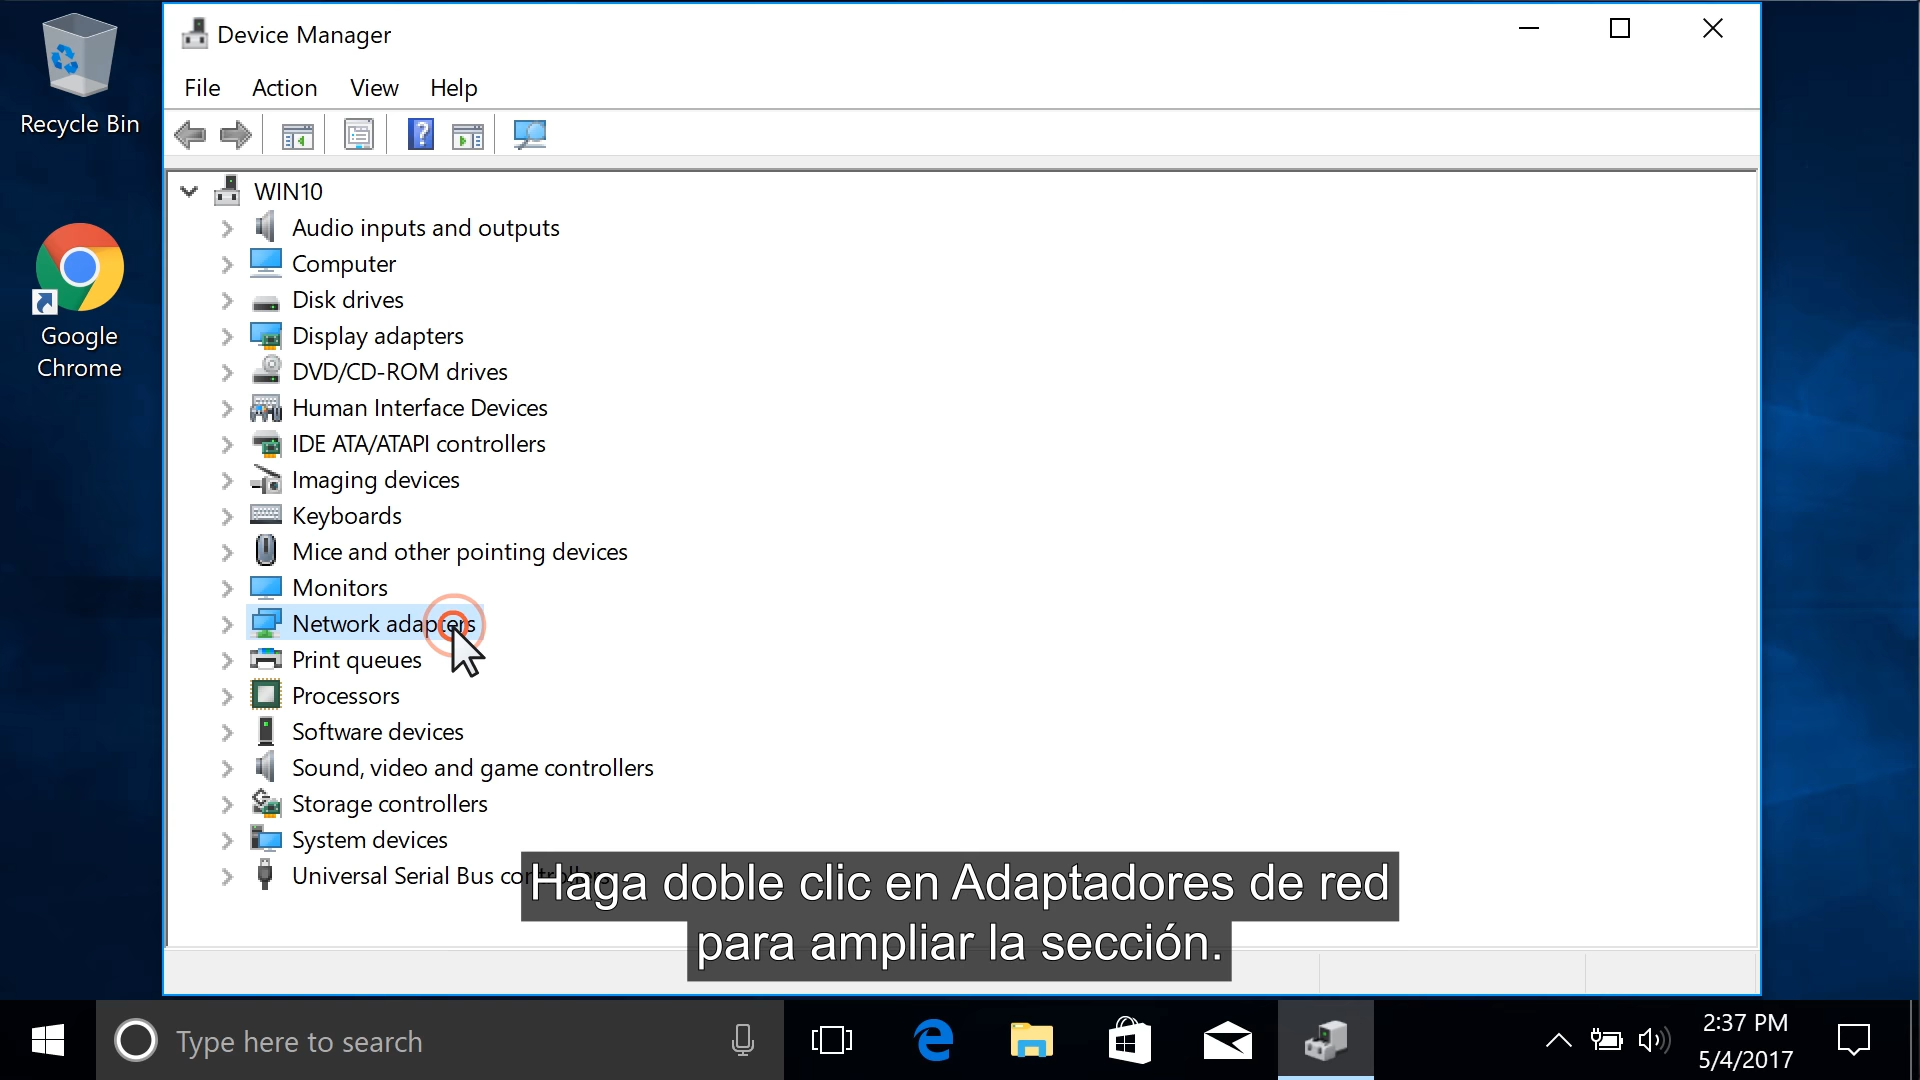 Recycle Bin
Google
Chrome
Device Manager
File Action View Help
WIN10
Audio inputs and outputs
Computer
Disk drives
Display adapters
DVD/CD-ROM drives
Human Interface Devices
IDE ATA/ATAPI controllers
Imaging devices
Keyboards
Mice and other pointing devices
Monitors
Network adapters
Print queues
Processors
Software devices
Sound, video and game controllers
Storage controllers
System devices
Universal Serial Bus controllers
Haga doble clic en Adaptadores de red
para ampliar la sección.
Type here to search
2:37 PM
5/4/2017